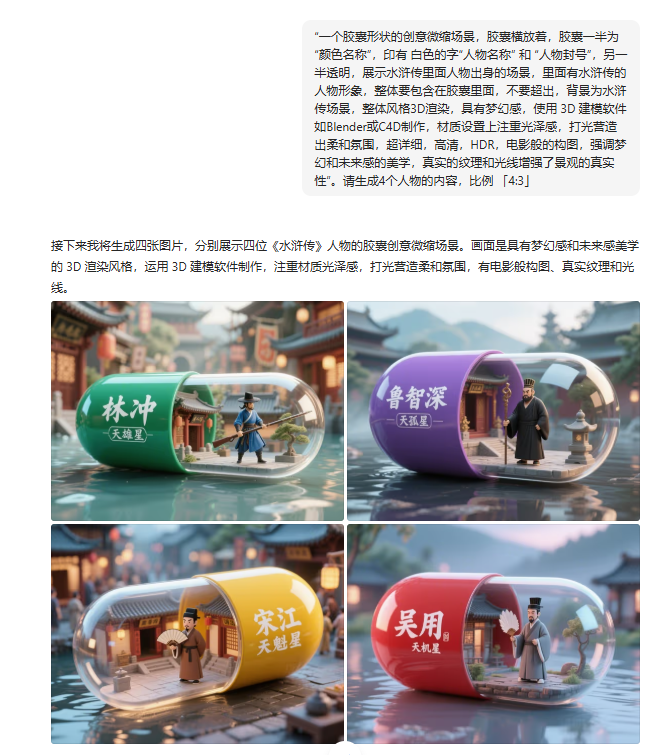 “一个胶囊形状的创意微缩场景，胶囊横放着，胶囊一半为
“颜色名称”，印有 白色的字“人物名称” 和 “人物封号”，另一
半透明，展示水浒传里面人物出身的场景，里面有水浒传的
人物形象，整体要包含在胶囊里面，不要超出，背景为水浒
传场景，整体风格3D渲染，具有梦幻感，使用 3D 建模软件
如Blender或C4D制作，材质设置上注重光泽感，打光营造
出柔和氛围，超详细，高清，HDR，电影般的构图，强调梦
幻和未来感的美学，真实的纹理和光线增强了景观的真实
性”。请生成4个人物的内容，比例 「4:3」
接下来我将生成四张图片，分别展示四位《水浒传》人物的胶囊创意微缩场景。画面是具有梦幻感和未来感美学
的 3D 渲染风格，运用 3D 建模软件制作，注重材质光泽感，打光营造柔和氛围，有电影般构图、真实纹理和光
线。
林冲
天雄星
鲁智深
天孤星
宋江
天魁星
吴用
天机星